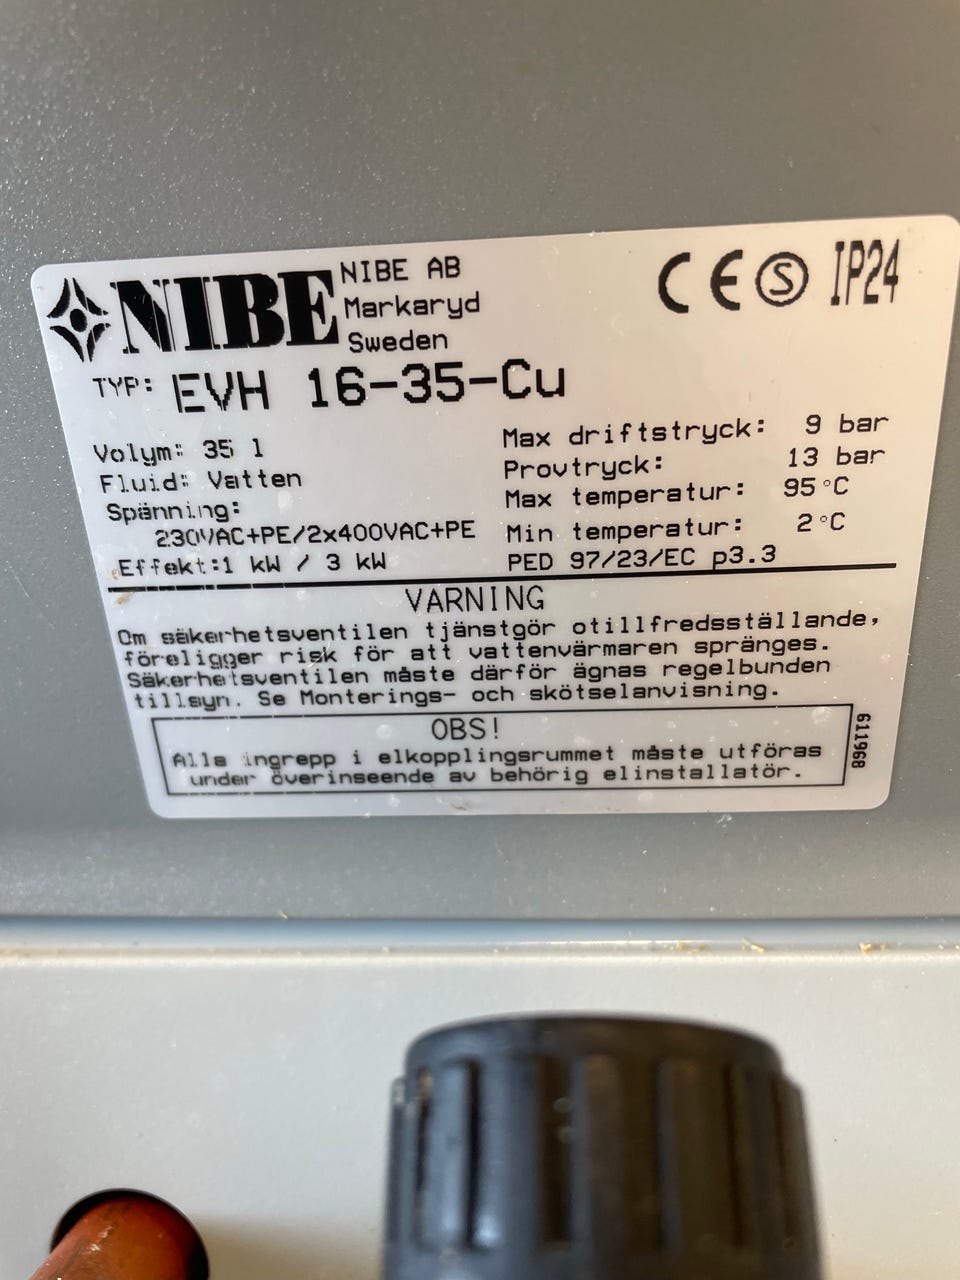 NIBE
NIBE AB
Markaryd
Sweden
CE S IP24
TYP: EVH 16-35-Cu
Volym: 35 l
Fluid: Vatten
Spänning:
230VAC+PE/2x400VAC+PE
Effekt:1 kW / 3 kW
Max driftstryck: 9 bar
Provtryck: 13 bar
Max temperatur: 95°C
Min temperatur: 2°C
PED 97/23/EC p3.3
VARNING
Om säkerhetsventilen tjänstgör otillfredsställande,
föreligger risk för att vattenvärmaren spränges.
Säkerhetsventilen måste därför ägnas regelbunden
tillsyn. Se Monterings- och skötselanvisning.
OBS!
Alla ingrepp i elkopplingsrummet måste utföras
under överinseende av behörig elinstallatör.
611968